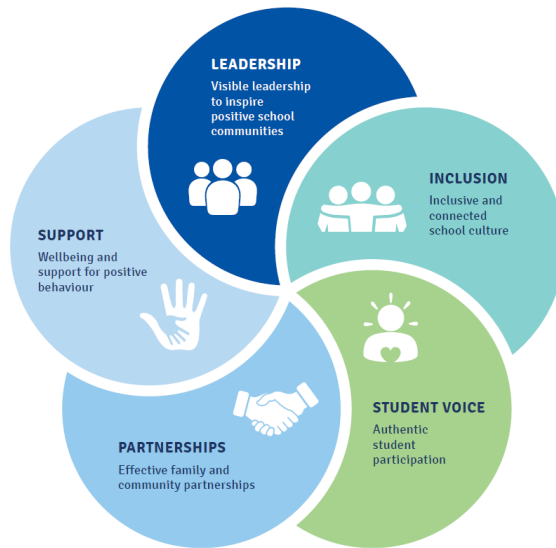 LEADERSHIP
Visible leadership
to inspire
positive school
communities
INCLUSION
Inclusive and
connected
school culture
STUDENT VOICE
Authentic
student
participation
PARTNERSHIPS
Effective family and
community partnerships
SUPPORT
Wellbeing and
support for positive
behaviour